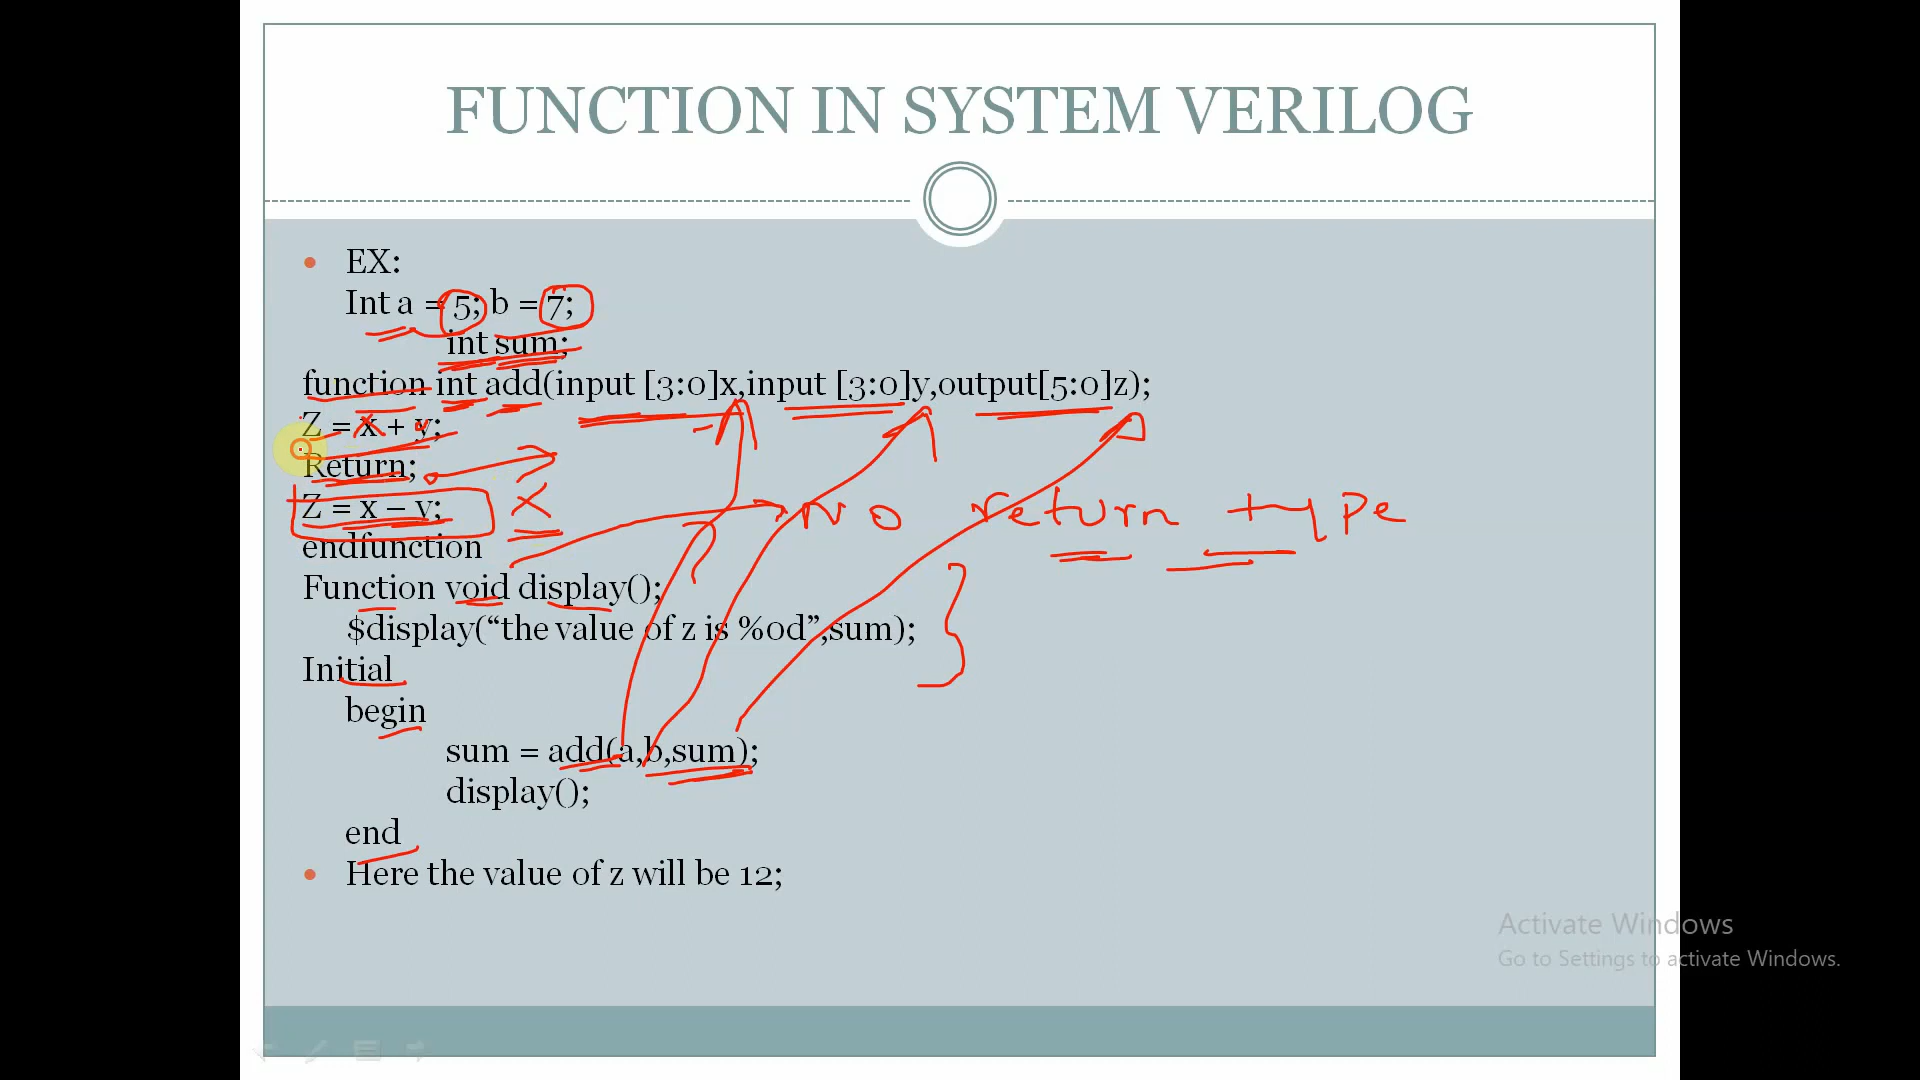 FUNCTION IN SYSTEM VERILOG
EX:
Int a = 5; b = 7;
int sum;
function int add(input [3:0]x,input [3:0]y,output[5:0]z);
Z = x + y;
Return;
Z = x – y;
X
No return type
endfunction
Function void display();
$display(“the value of z is %0d”,sum);
Initial
begin
sum = add(a,b,sum);
display();
end
Here the value of z will be 12;
Activate Windows
Go to Settings to activate Windows.